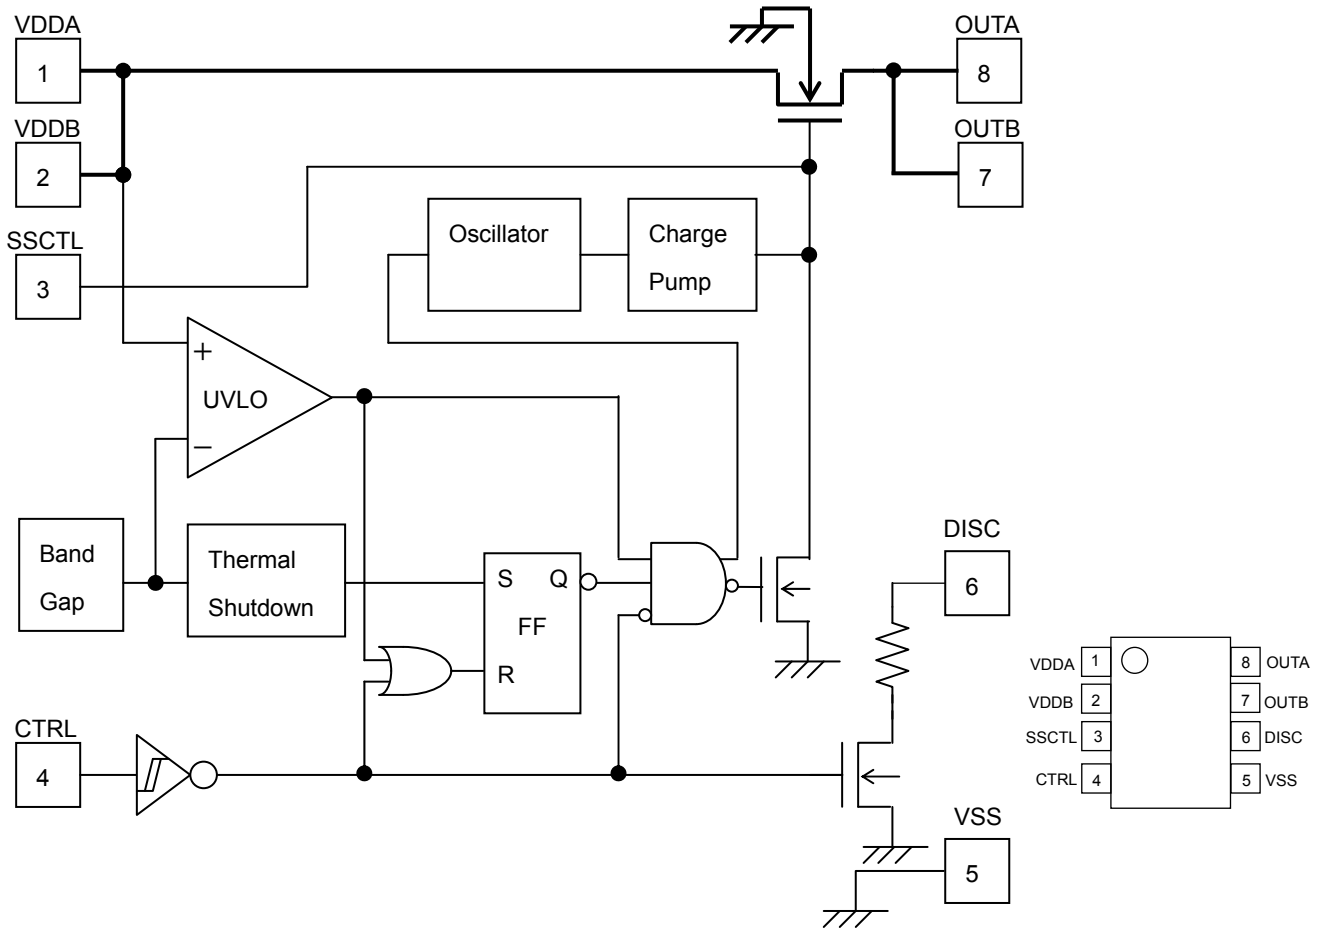 VDDA
1
VDDB
2
SSCTL
3
OUTA
8
OUTB
7
Oscillator
Charge
Pump
+
UVLO
−
Band
Gap
Thermal
Shutdown
S Q
FF
R
DISC
6
CTRL
4
VSS
5
VDDA 1 8 OUTA
VDDB 2 7 OUTB
SSCTL 3 6 DISC
CTRL 4 5 VSS